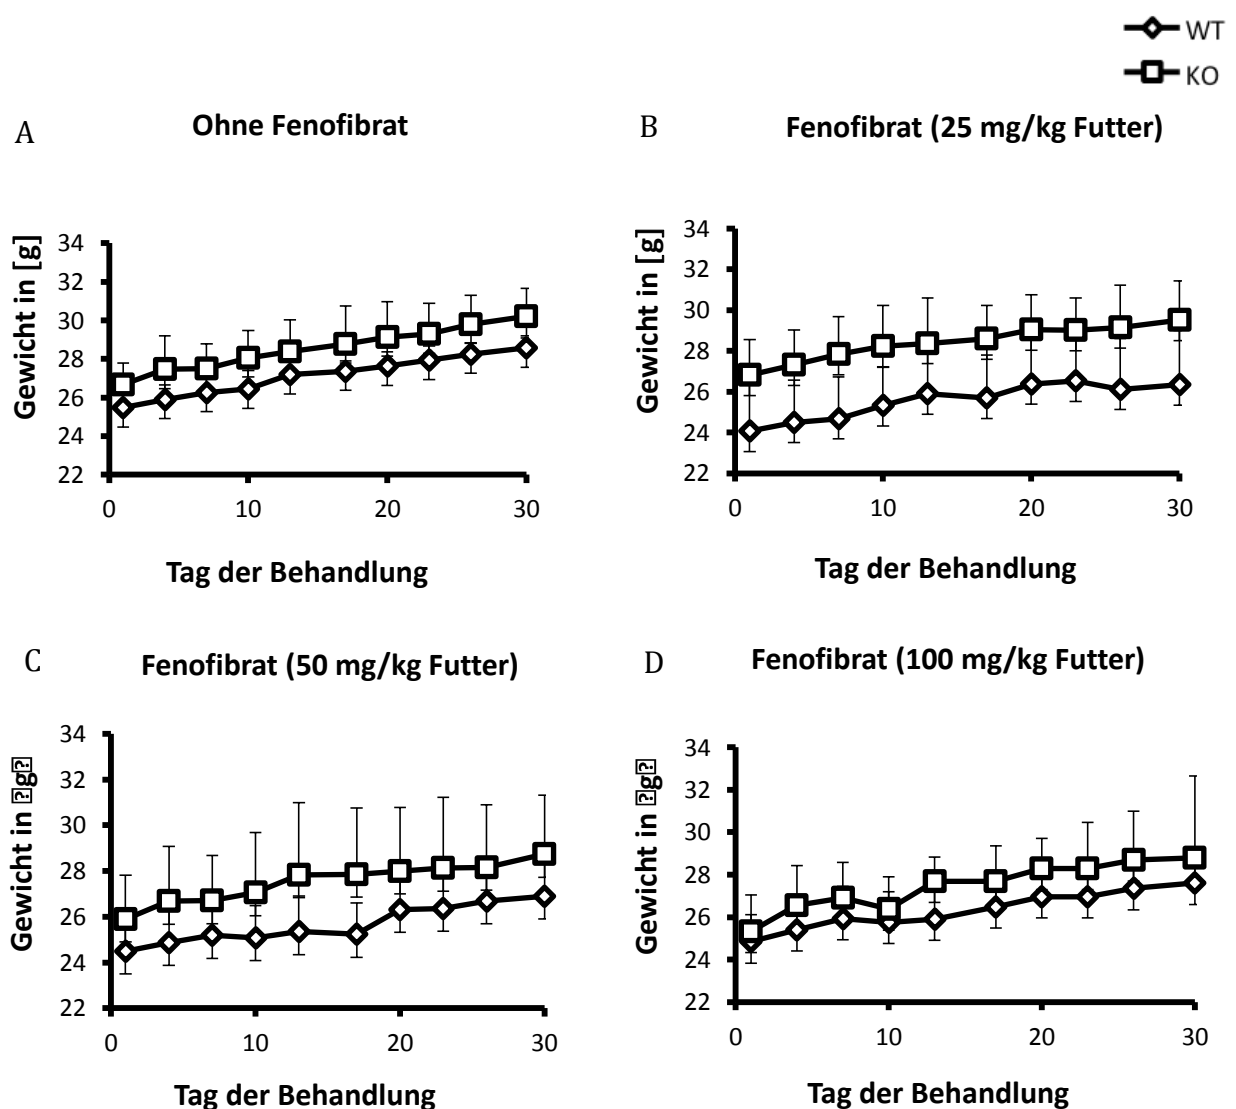 WT
KO
A
Ohne Fenofibrat
B
Fenofibrat (25 mg/kg Futter)
Gewicht in [g]
34
32
30
28
26
24
22
0
10
20
30
Tag der Behandlung
Gewicht in [g]
34
32
30
28
26
24
22
0
10
20
30
Tag der Behandlung
C
Fenofibrat (50 mg/kg Futter)
D
Fenofibrat (100 mg/kg Futter)
Gewicht in ⍰g⍰
34
32
30
28
26
24
22
0
10
20
30
Tag der Behandlung
Gewicht in ⍰g⍰
34
32
30
28
26
24
22
0
10
20
30
Tag der Behandlung